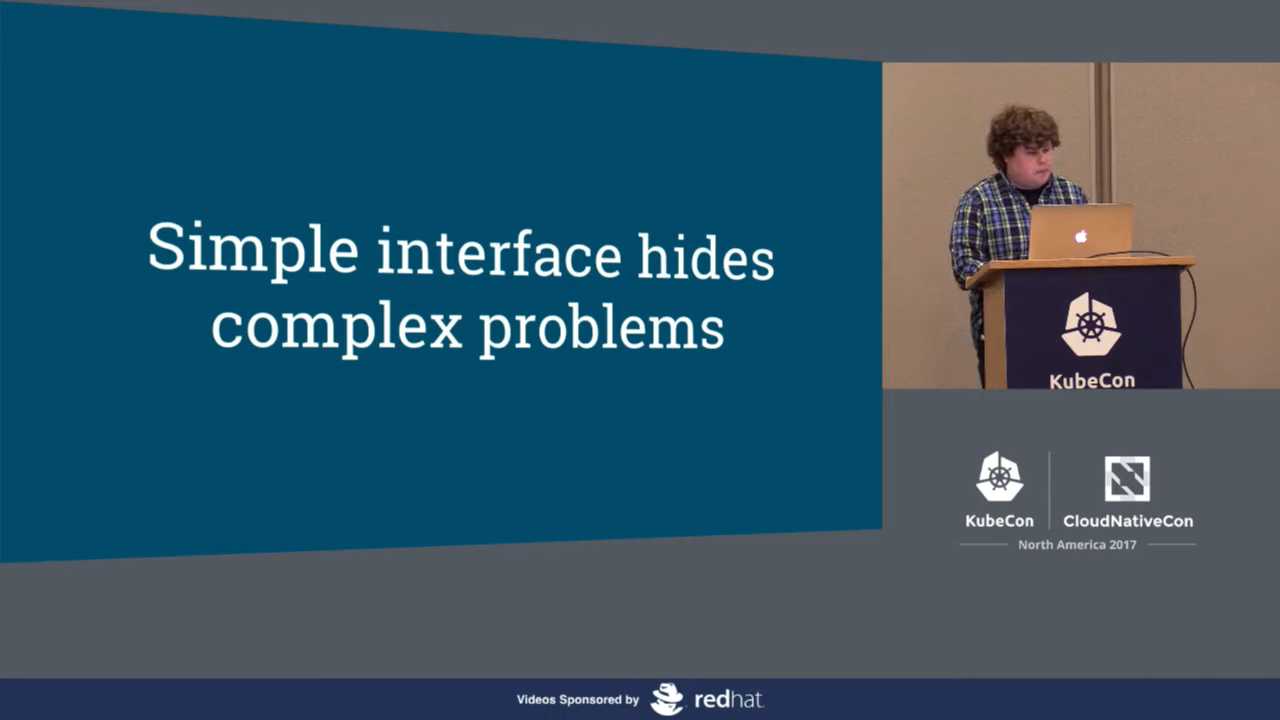 Simple interface hides
complex problems
KubeCon
KubeCon
CloudNativeCon
North America 2017
Videos Sponsored by
redhat